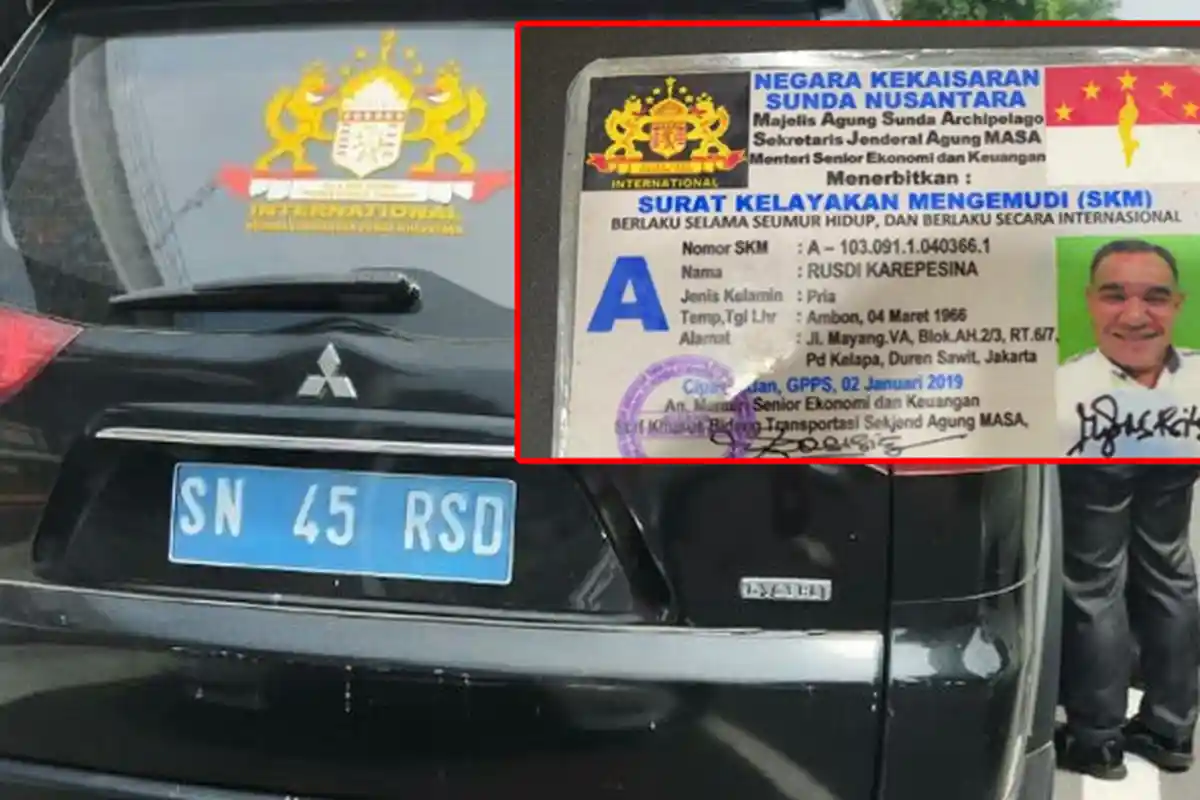 INTERNATIONAL
SN 45 RSD
NEGARA KEKAISARAN
SUNDA NUSANTARA
Majelis Agung Sunda Archipelago
Sekretaris Jenderal Agung MASA
Menteri Senior Ekonomi dan Keuangan
Menerbitkan :
INTERNATIONAL
SURAT KELAYAKAN MENGEMUDI (SKM)
BERLAKU SELAMA SEUMUR HIDUP, DAN BERLAKU SECARA INTERNASIONAL
A
Nomor SKM : A – 103.091.1.040366.1
Nama : RUSDI KAREPESINA
Jenis Kelamin : Pria
Temp,Tgl Lhr : Ambon, 04 Maret 1966
Alamat : Jl. Mayang.VA, Blok.AH.2/3, RT.6/7,
Pd Kelapa, Duren Sawit, Jakarta
GPPS, 02 Januari 2019
An. Senior Ekonomi dan Keuangan
Transportasi Sekjend Agung MASA,